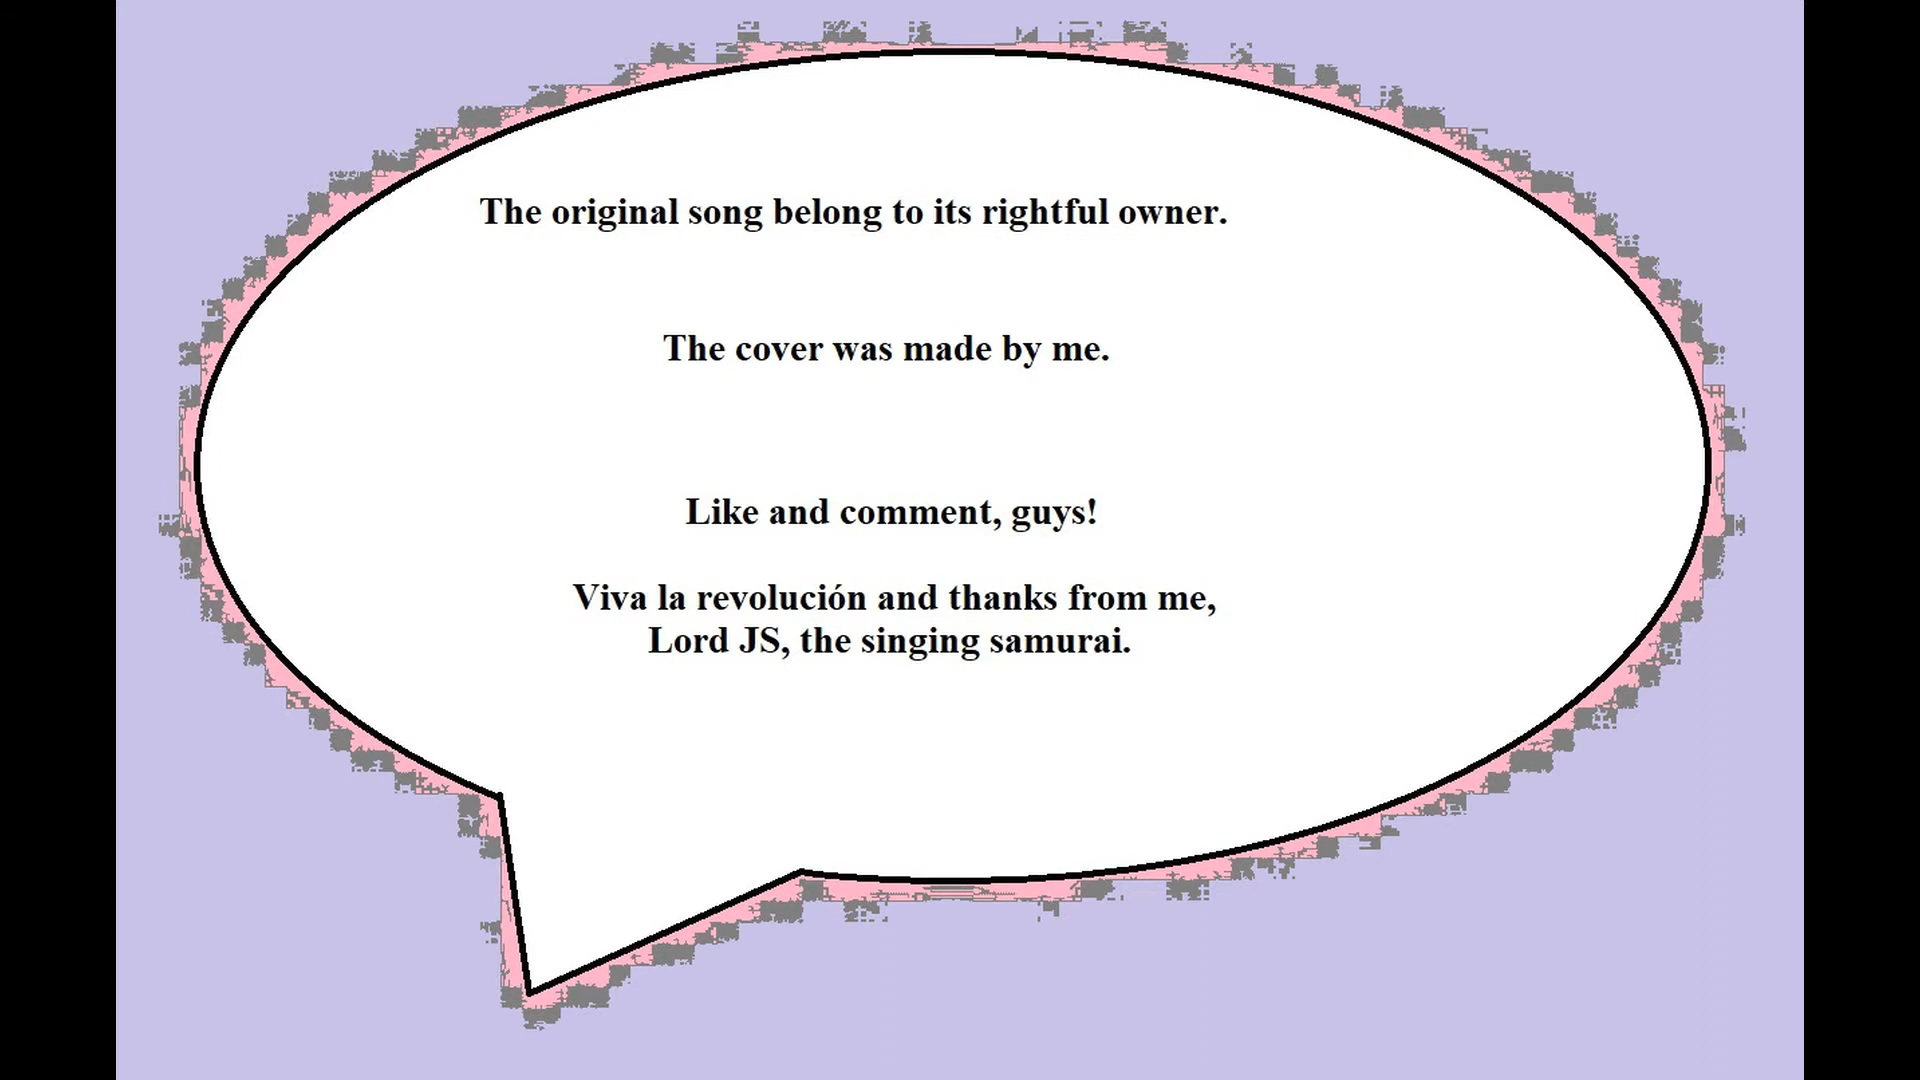 The original song belong to its rightful owner.
The cover was made by me.
Like and comment, guys!
Viva la revolución and thanks from me,
Lord JS, the singing samurai.